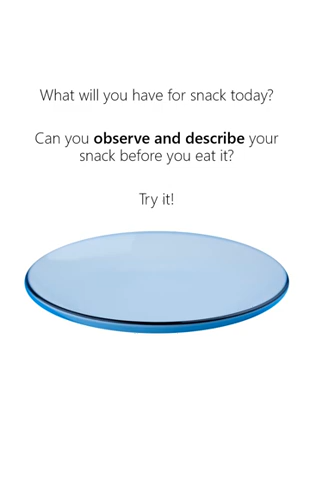 What will you have for snack today?
Can you observe and describe your
snack before you eat it?
Try it!